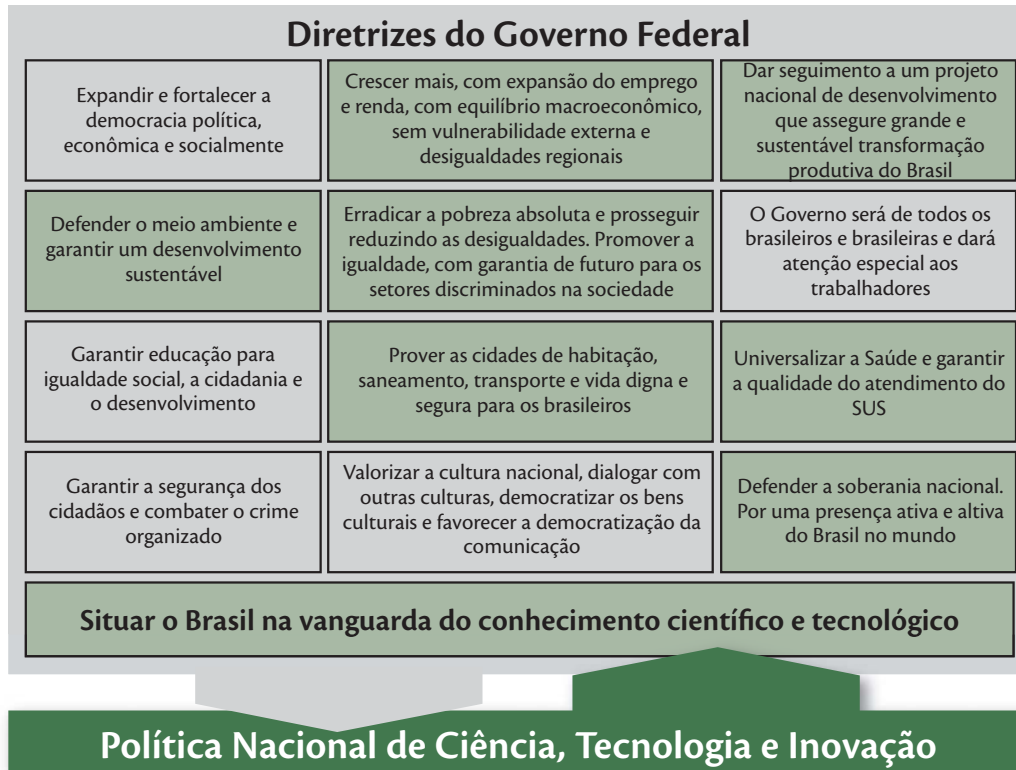 Diretrizes do Governo Federal
Expandir e fortalecer a
democracia política,
econômica e socialmente
Crescer mais, com expansão do emprego
e renda, com equilíbrio macroeconômico,
sem vulnerabilidade externa e
desigualdades regionais
Dar seguimento a um projeto
nacional de desenvolvimento
que assegure grande e
sustentável transformação
produtiva do Brasil
Defender o meio ambiente e
garantir um desenvolvimento
sustentável
Erradicar a pobreza absoluta e prosseguir
reduzindo as desigualdades. Promover a
igualdade, com garantia de futuro para os
setores discriminados na sociedade
O Governo será de todos os
brasileiros e brasileiras e dará
atenção especial aos
trabalhadores
Garantir educação para
igualdade social, a cidadania e
o desenvolvimento
Prover as cidades de habitação,
saneamento, transporte e vida digna e
segura para os brasileiros
Universalizar a Saúde e garantir
a qualidade do atendimento do
SUS
Garantir a segurança dos
cidadãos e combater o crime
organizado
Valorizar a cultura nacional, dialogar com
outras culturas, democratizar os bens
culturais e favorecer a democratização da
comunicação
Defender a soberania nacional.
Por uma presença ativa e altiva
do Brasil no mundo
Situar o Brasil na vanguarda do conhecimento científico e tecnológico
Política Nacional de Ciência, Tecnologia e Inovação